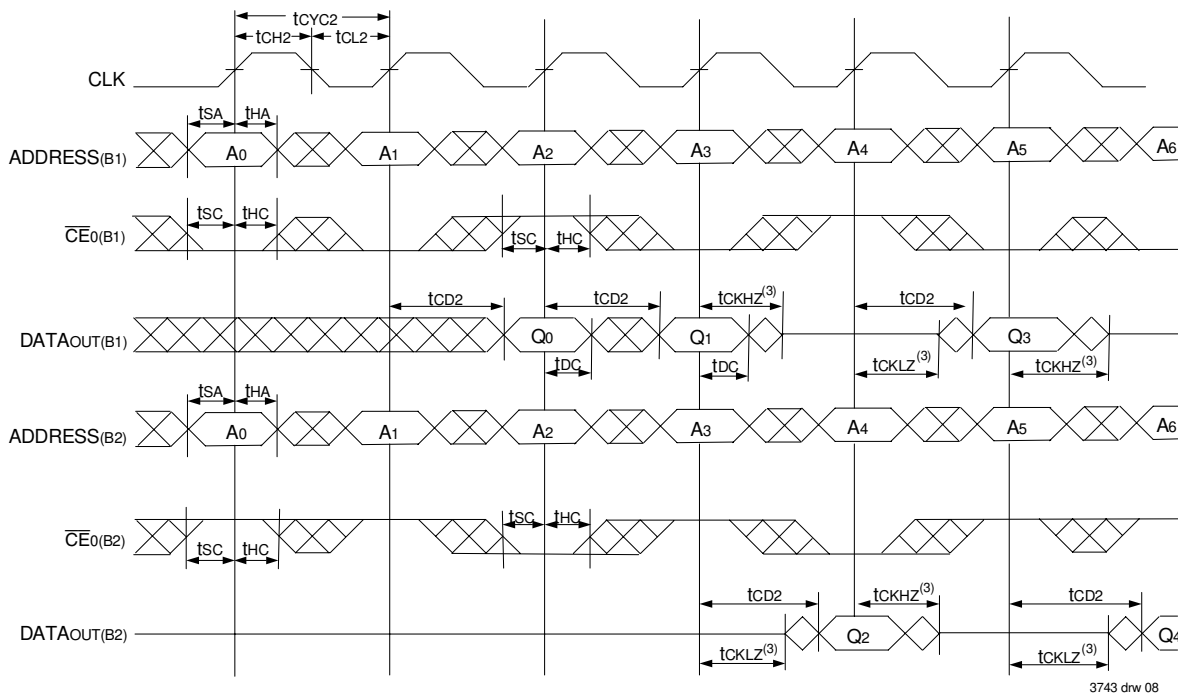 tCYC2
tCH2 tCL2
CLK
tSA tHA
ADDRESS(B1) A0 A1 A2 A3 A4 A5 A6
tSC tHC
CE0(B1)
tSC tHC
tCD2 tCD2 tCKHZ(3) tCD2
DATAOUT(B1) Q0 Q1 Q3
tDC tDC tCKLZ(3) tCKHZ(3)
tSA tHA
ADDRESS(B2) A0 A1 A2 A3 A4 A5 A6
tSC tHC
CE0(B2)
tSC tHC
tCD2 tCKHZ(3) tCD2
DATAOUT(B2) Q2 Q4
tCKLZ(3) tCKLZ(3)
3743 drw 08